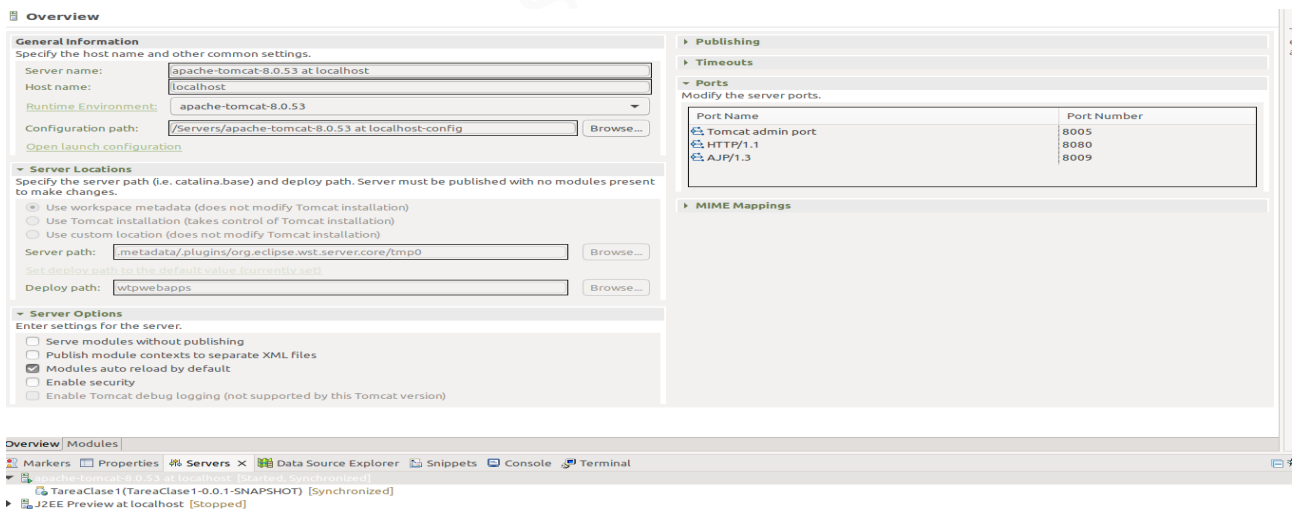 Overview
General Information
Specify the host name and other common settings.
Server name: apache-tomcat-8.0.53 at localhost
Host name: localhost
Runtime Environment: apache-tomcat-8.0.53
Configuration path: /Servers/apache-tomcat-8.0.53 at localhost-config Browse...
Open launch configuration
Server Locations
Specify the server path (i.e. catalina.base) and deploy path. Server must be published with no modules present
to make changes.
Use workspace metadata (does not modify Tomcat installation)
Use Tomcat installation (takes control of Tomcat installation)
Use custom location (does not modify Tomcat installation)
Server path: .metadata/.plugins/org.eclipse.wst.server.core/tmp0 Browse...
Set deploy path to the default value (currently set)
Deploy path: wtpwebapps Browse...
Server Options
Enter settings for the server.
Serve modules without publishing
Publish module contexts to separate XML files
Modules auto reload by default
Enable security
Enable Tomcat debug logging (not supported by this Tomcat version)
Publishing
Timeouts
Ports
Modify the server ports.
Port Name Port Number
Tomcat admin port 8005
HTTP/1.1 8080
AJP/1.3 8009
MIME Mappings
Overview Modules
Markers Properties Servers Data Source Explorer Snippets Console Terminal
apache-tomcat-8.0.53 at localhost [Started, Synchronized]
TareaClase1(TareaClase1-0.0.1-SNAPSHOT) [Synchronized]
J2EE Preview at localhost [Stopped]